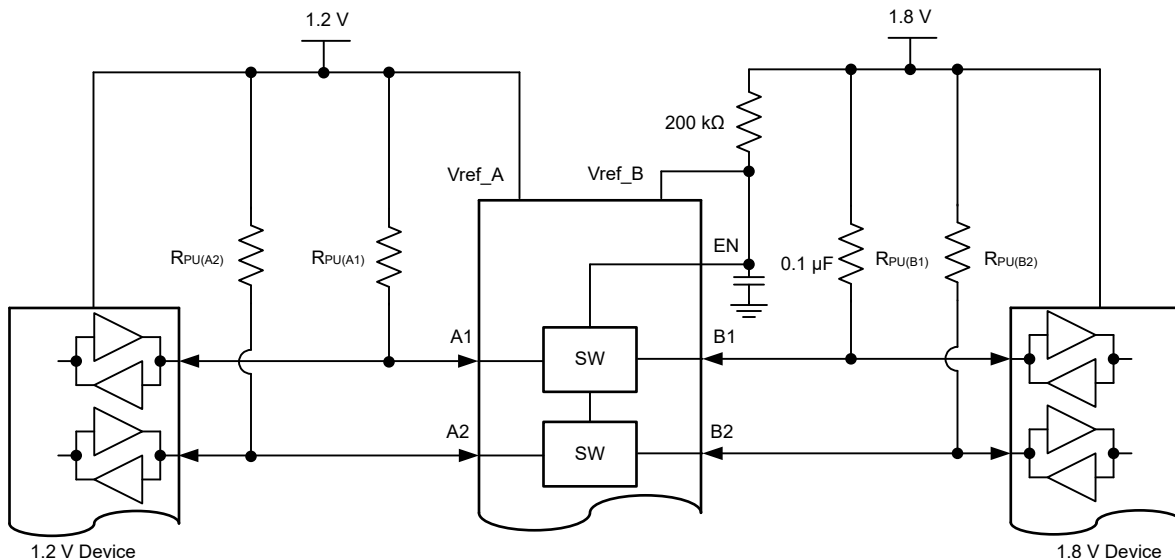 1.2 V
1.8 V
200 kΩ
Vref_A
Vref_B
RPU(A2)
RPU(A1)
EN
0.1 µF
RPU(B1)
RPU(B2)
A1
SW
B1
A2
SW
B2
1.2 V Device
1.8 V Device